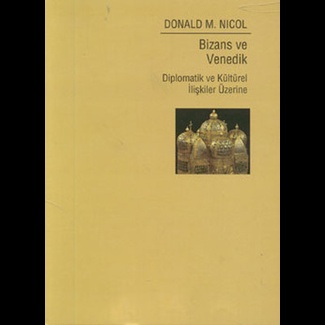 DONALD M. NICOL
Bizans ve
Venedik
Diplomatik ve Kültürel
İlişkiler Üzerine